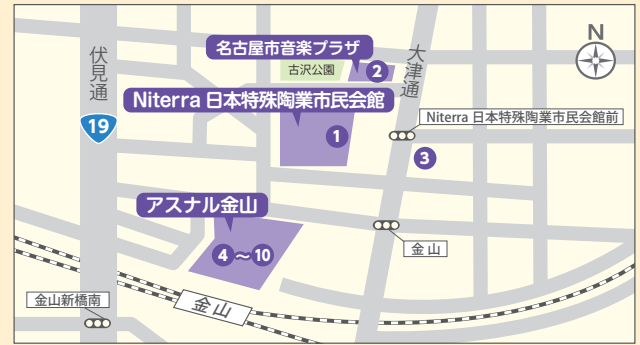 伏見通
19
名古屋市音楽プラザ
古沢公園
2
大津通
N
Niterra 日本特殊陶業市民会館
1
Niterra 日本特殊陶業市民会館前
3
アスナル金山
4～10
金山
金山
金山新橋南